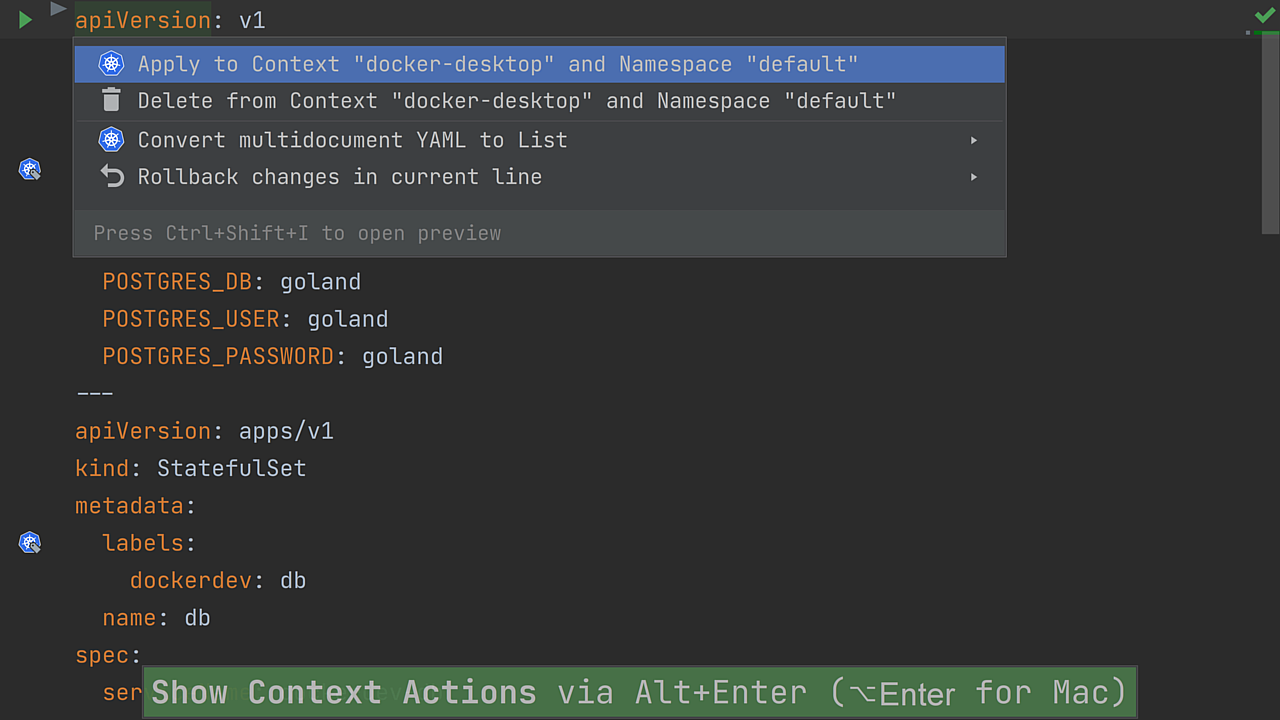 apiVersion: v1
Apply to Context "docker-desktop" and Namespace "default"
Delete from Context "docker-desktop" and Namespace "default"
Convert multidocument YAML to List
Rollback changes in current line
Press Ctrl+Shift+I to open preview
POSTGRES_DB: goland
POSTGRES_USER: goland
POSTGRES_PASSWORD: goland
---
apiVersion: apps/v1
kind: StatefulSet
metadata:
labels:
dockerdev: db
name: db
spec:
ser
Show Context Actions via Alt+Enter (⌥Enter for Mac)